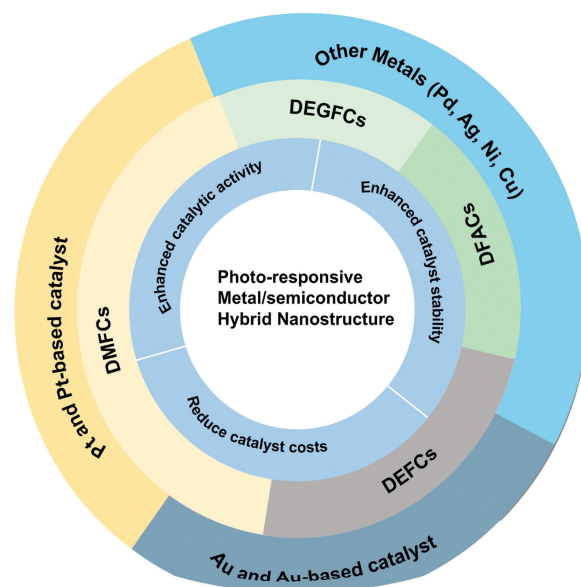 Other Metals (Pd, Ag, Ni, Cu)
DEGFCs
Enhanced catalytic activity
Enhanced catalyst stability
DFACs
Pt and Pt-based catalyst
DMFCs
Photo-responsive
Metal/semiconductor
Hybrid Nanostructure
Reduce catalyst costs
DEFCs
Au and Au-based catalyst